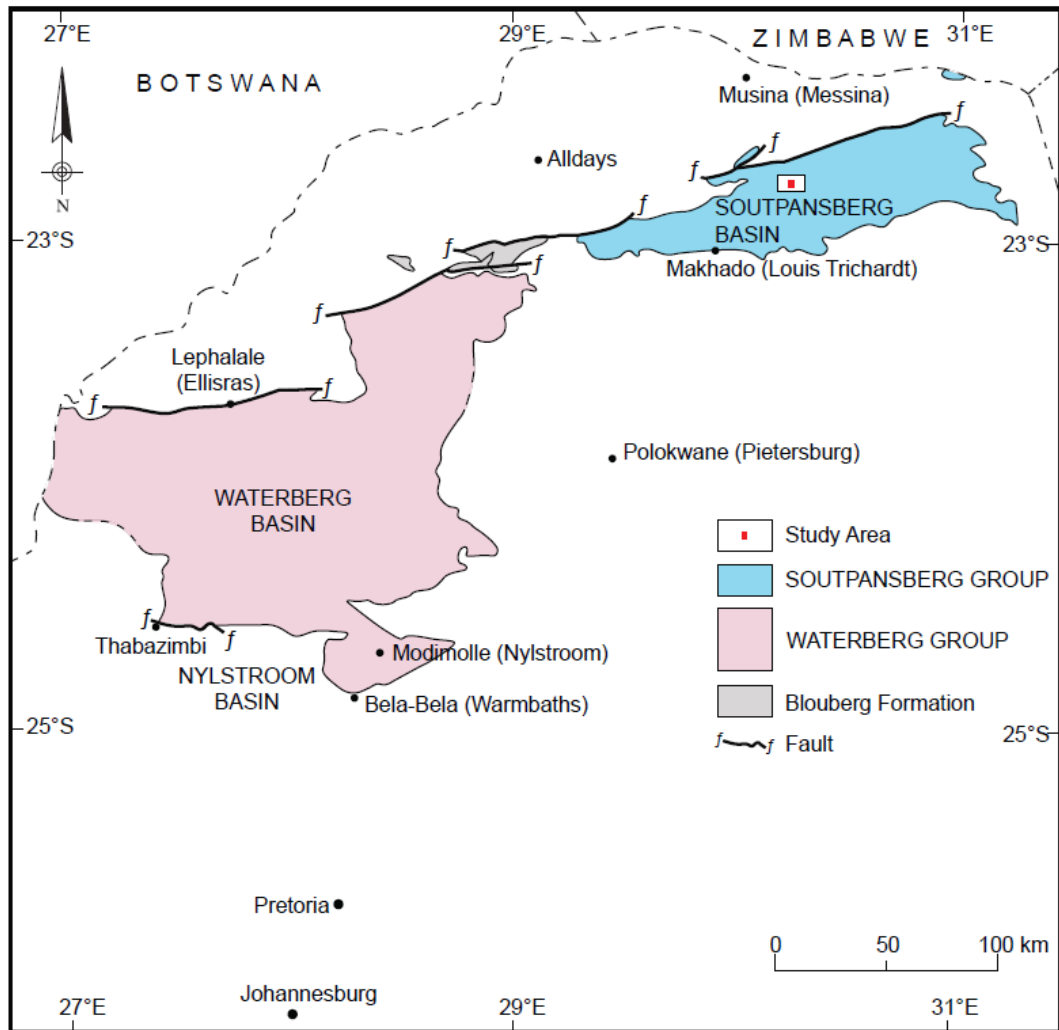 27°E
29°E
31°E
ZIMBABWE
BOTSWANA
Musina (Messina)
N
Alldays
f
f
f
f
SOUTPANSBERG
BASIN
23°S
23°S
Makhado (Louis Trichardt)
f
f
f
Lephalale
(Ellisras)
f
f
Polokwane (Pietersburg)
WATERBERG
BASIN
Study Area
SOUTPANSBERG GROUP
WATERBERG GROUP
Blouberg Formation
f f Fault
f
f
Thabazimbi
NYLSTROOM
BASIN
Modimolle (Nylstroom)
Bela-Bela (Warmbaths)
25°S
25°S
Pretoria
0 50 100 km
Johannesburg
27°E
29°E
31°E